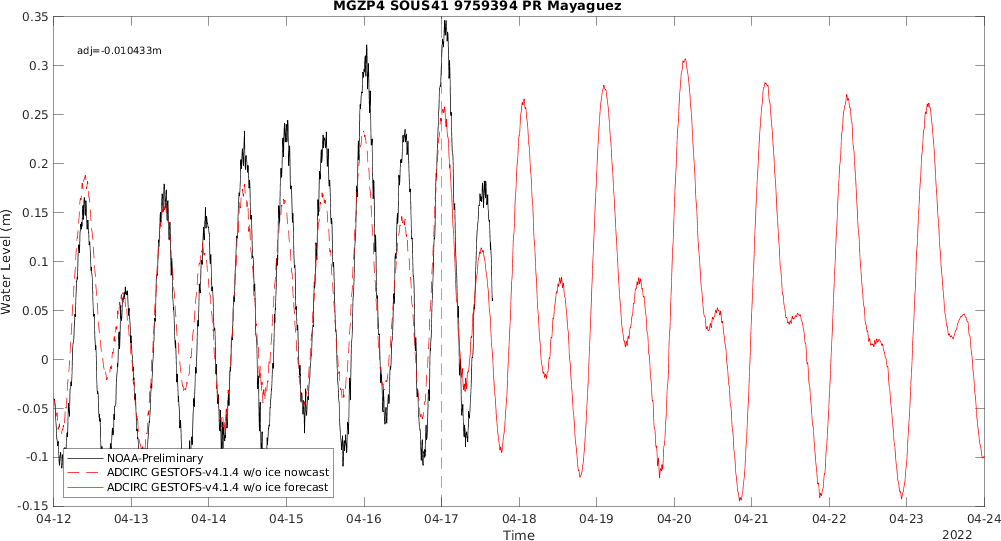 MGZP4 SOUS41 9759394 PR Mayaguez
0.35
adj=-0.010433m
0.3
0.25
0.2
0.15
0.1
0.05
0
-0.05
-0.1
-0.15
Water Level (m)
NOAA-Preliminary
ADCIRC GESTOFS-v4.1.4 w/o ice nowcast
ADCIRC GESTOFS-v4.1.4 w/o ice forecast
04-12 04-13 04-14 04-15 04-16 04-17 04-18 04-19 04-20 04-21 04-22 04-23 04-24
Time
2022